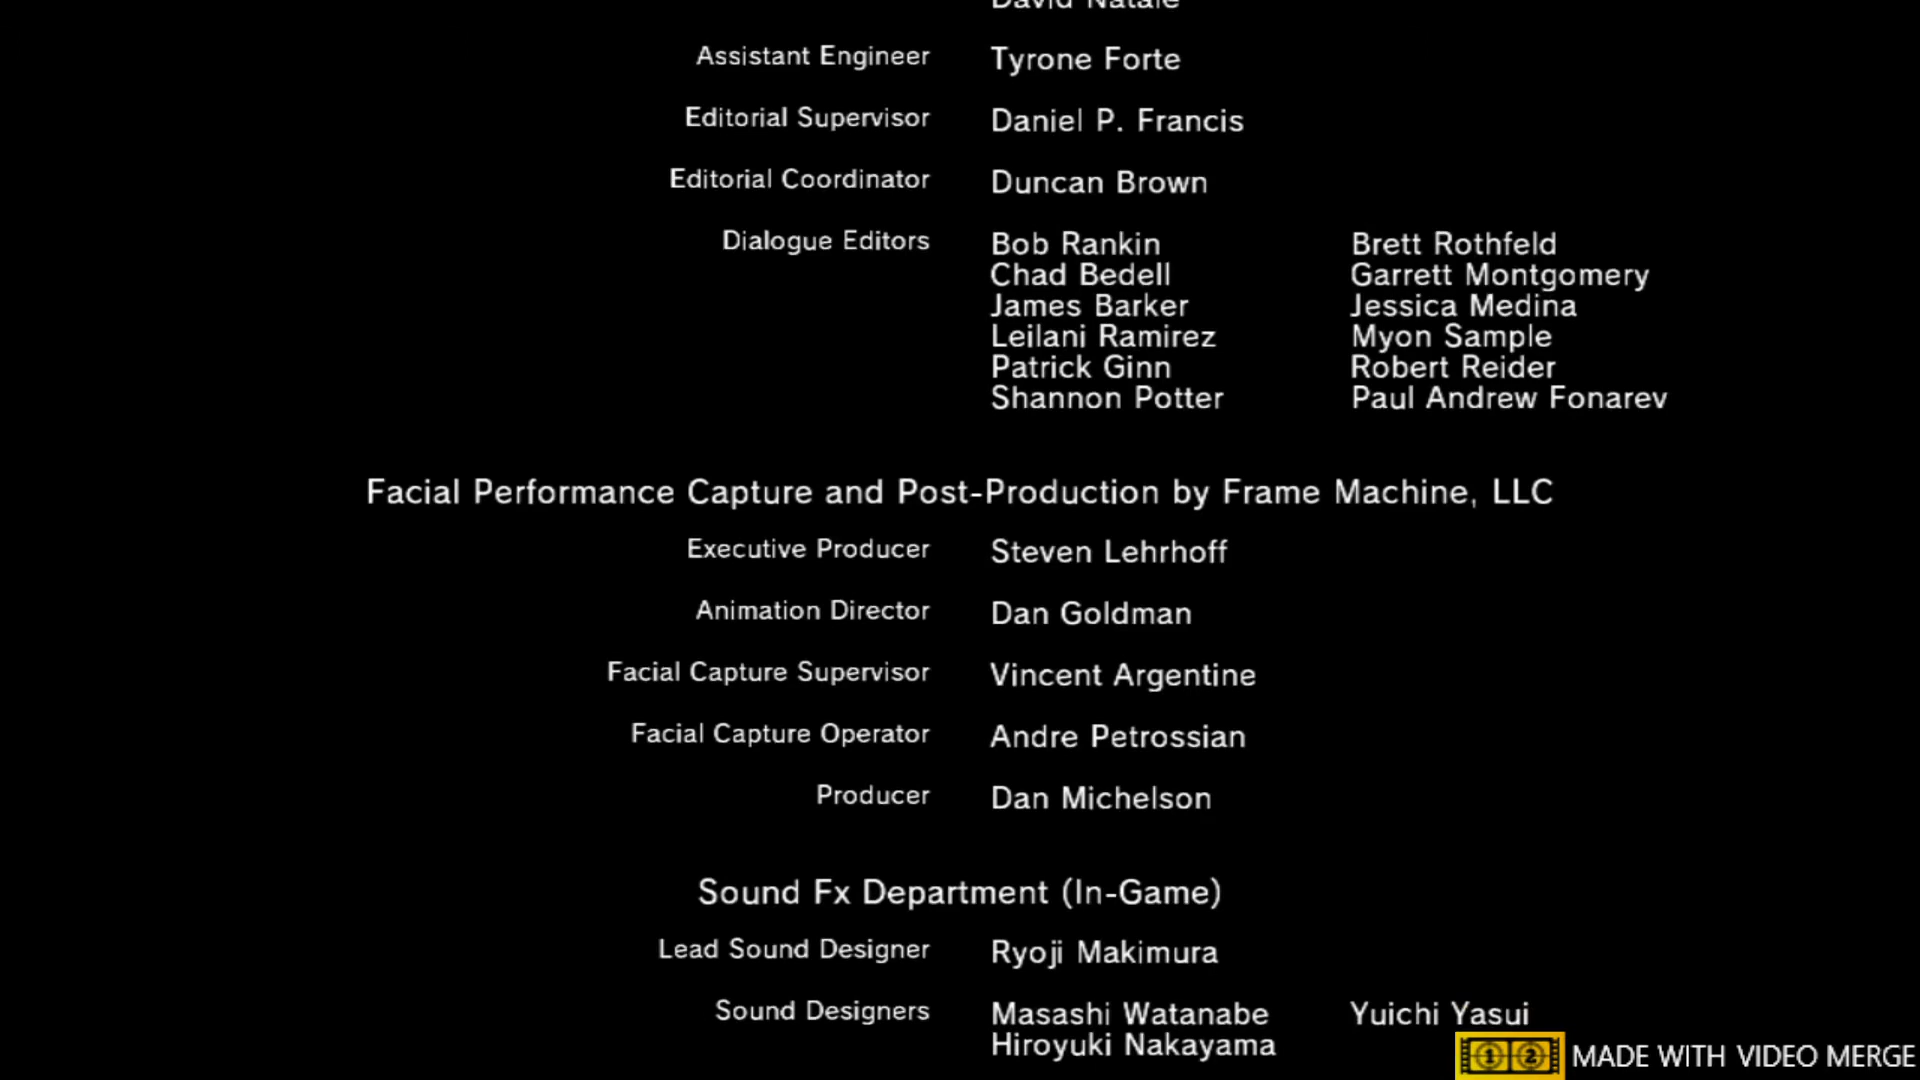 David Natale
Assistant Engineer Tyrone Forte
Editorial Supervisor Daniel P. Francis
Editorial Coordinator Duncan Brown
Dialogue Editors Bob Rankin Brett Rothfeld
Chad Bedell Garrett Montgomery
James Barker Jessica Medina
Leilani Ramirez Myon Sample
Patrick Ginn Robert Reider
Shannon Potter Paul Andrew Fonarev
Facial Performance Capture and Post-Production by Frame Machine, LLC
Executive Producer Steven Lehrhoff
Animation Director Dan Goldman
Facial Capture Supervisor Vincent Argentine
Facial Capture Operator Andre Petrossian
Producer Dan Michelson
Sound Fx Department (In-Game)
Lead Sound Designer Ryoji Makimura
Sound Designers Masashi Watanabe Yuichi Yasui
Hiroyuki Nakayama
1 2 MADE WITH VIDEO MERGE